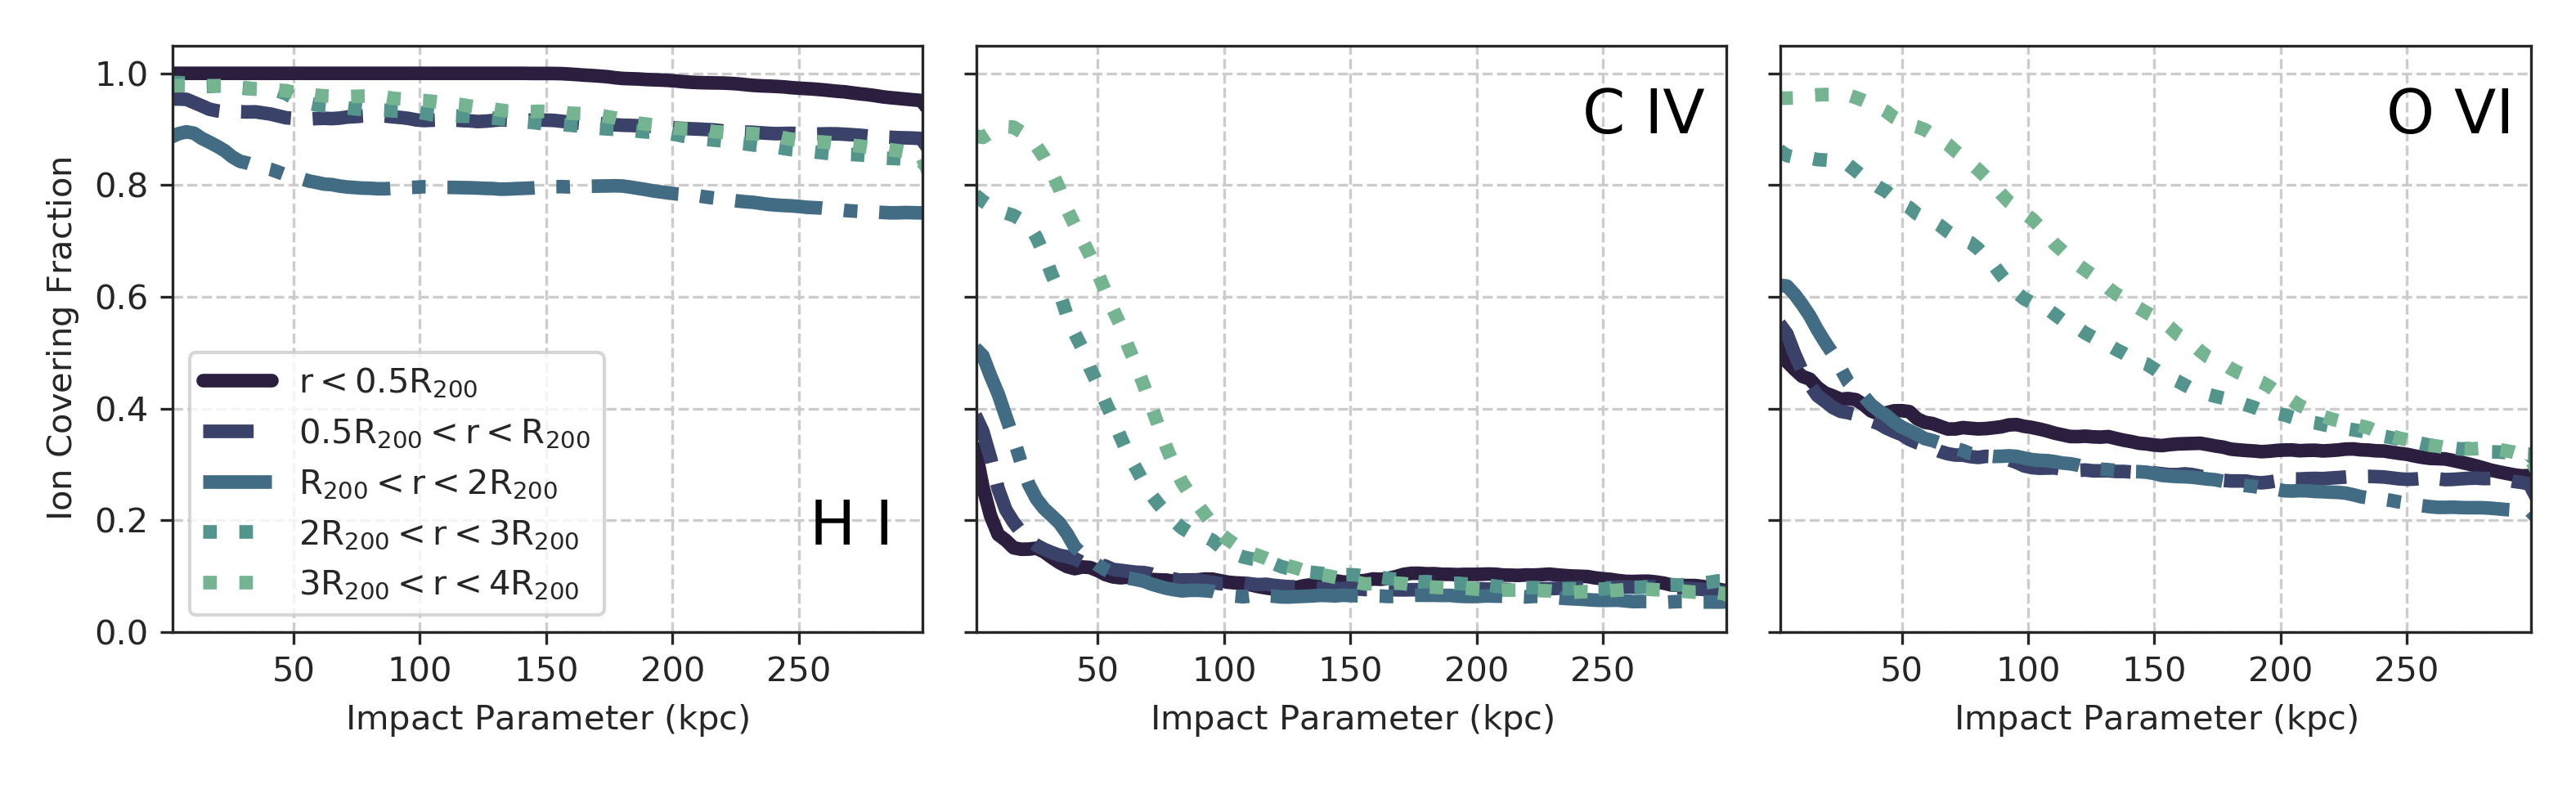 Ion Covering Fraction
1.0
0.8
0.6
0.4
0.2
0.0
r < 0.5R₂₀₀
0.5R₂₀₀ < r < R₂₀₀
R₂₀₀ < r < 2R₂₀₀
2R₂₀₀ < r < 3R₂₀₀
3R₂₀₀ < r < 4R₂₀₀
H I
50 100 150 200 250
Impact Parameter (kpc)
C IV
50 100 150 200 250
Impact Parameter (kpc)
O VI
50 100 150 200 250
Impact Parameter (kpc)